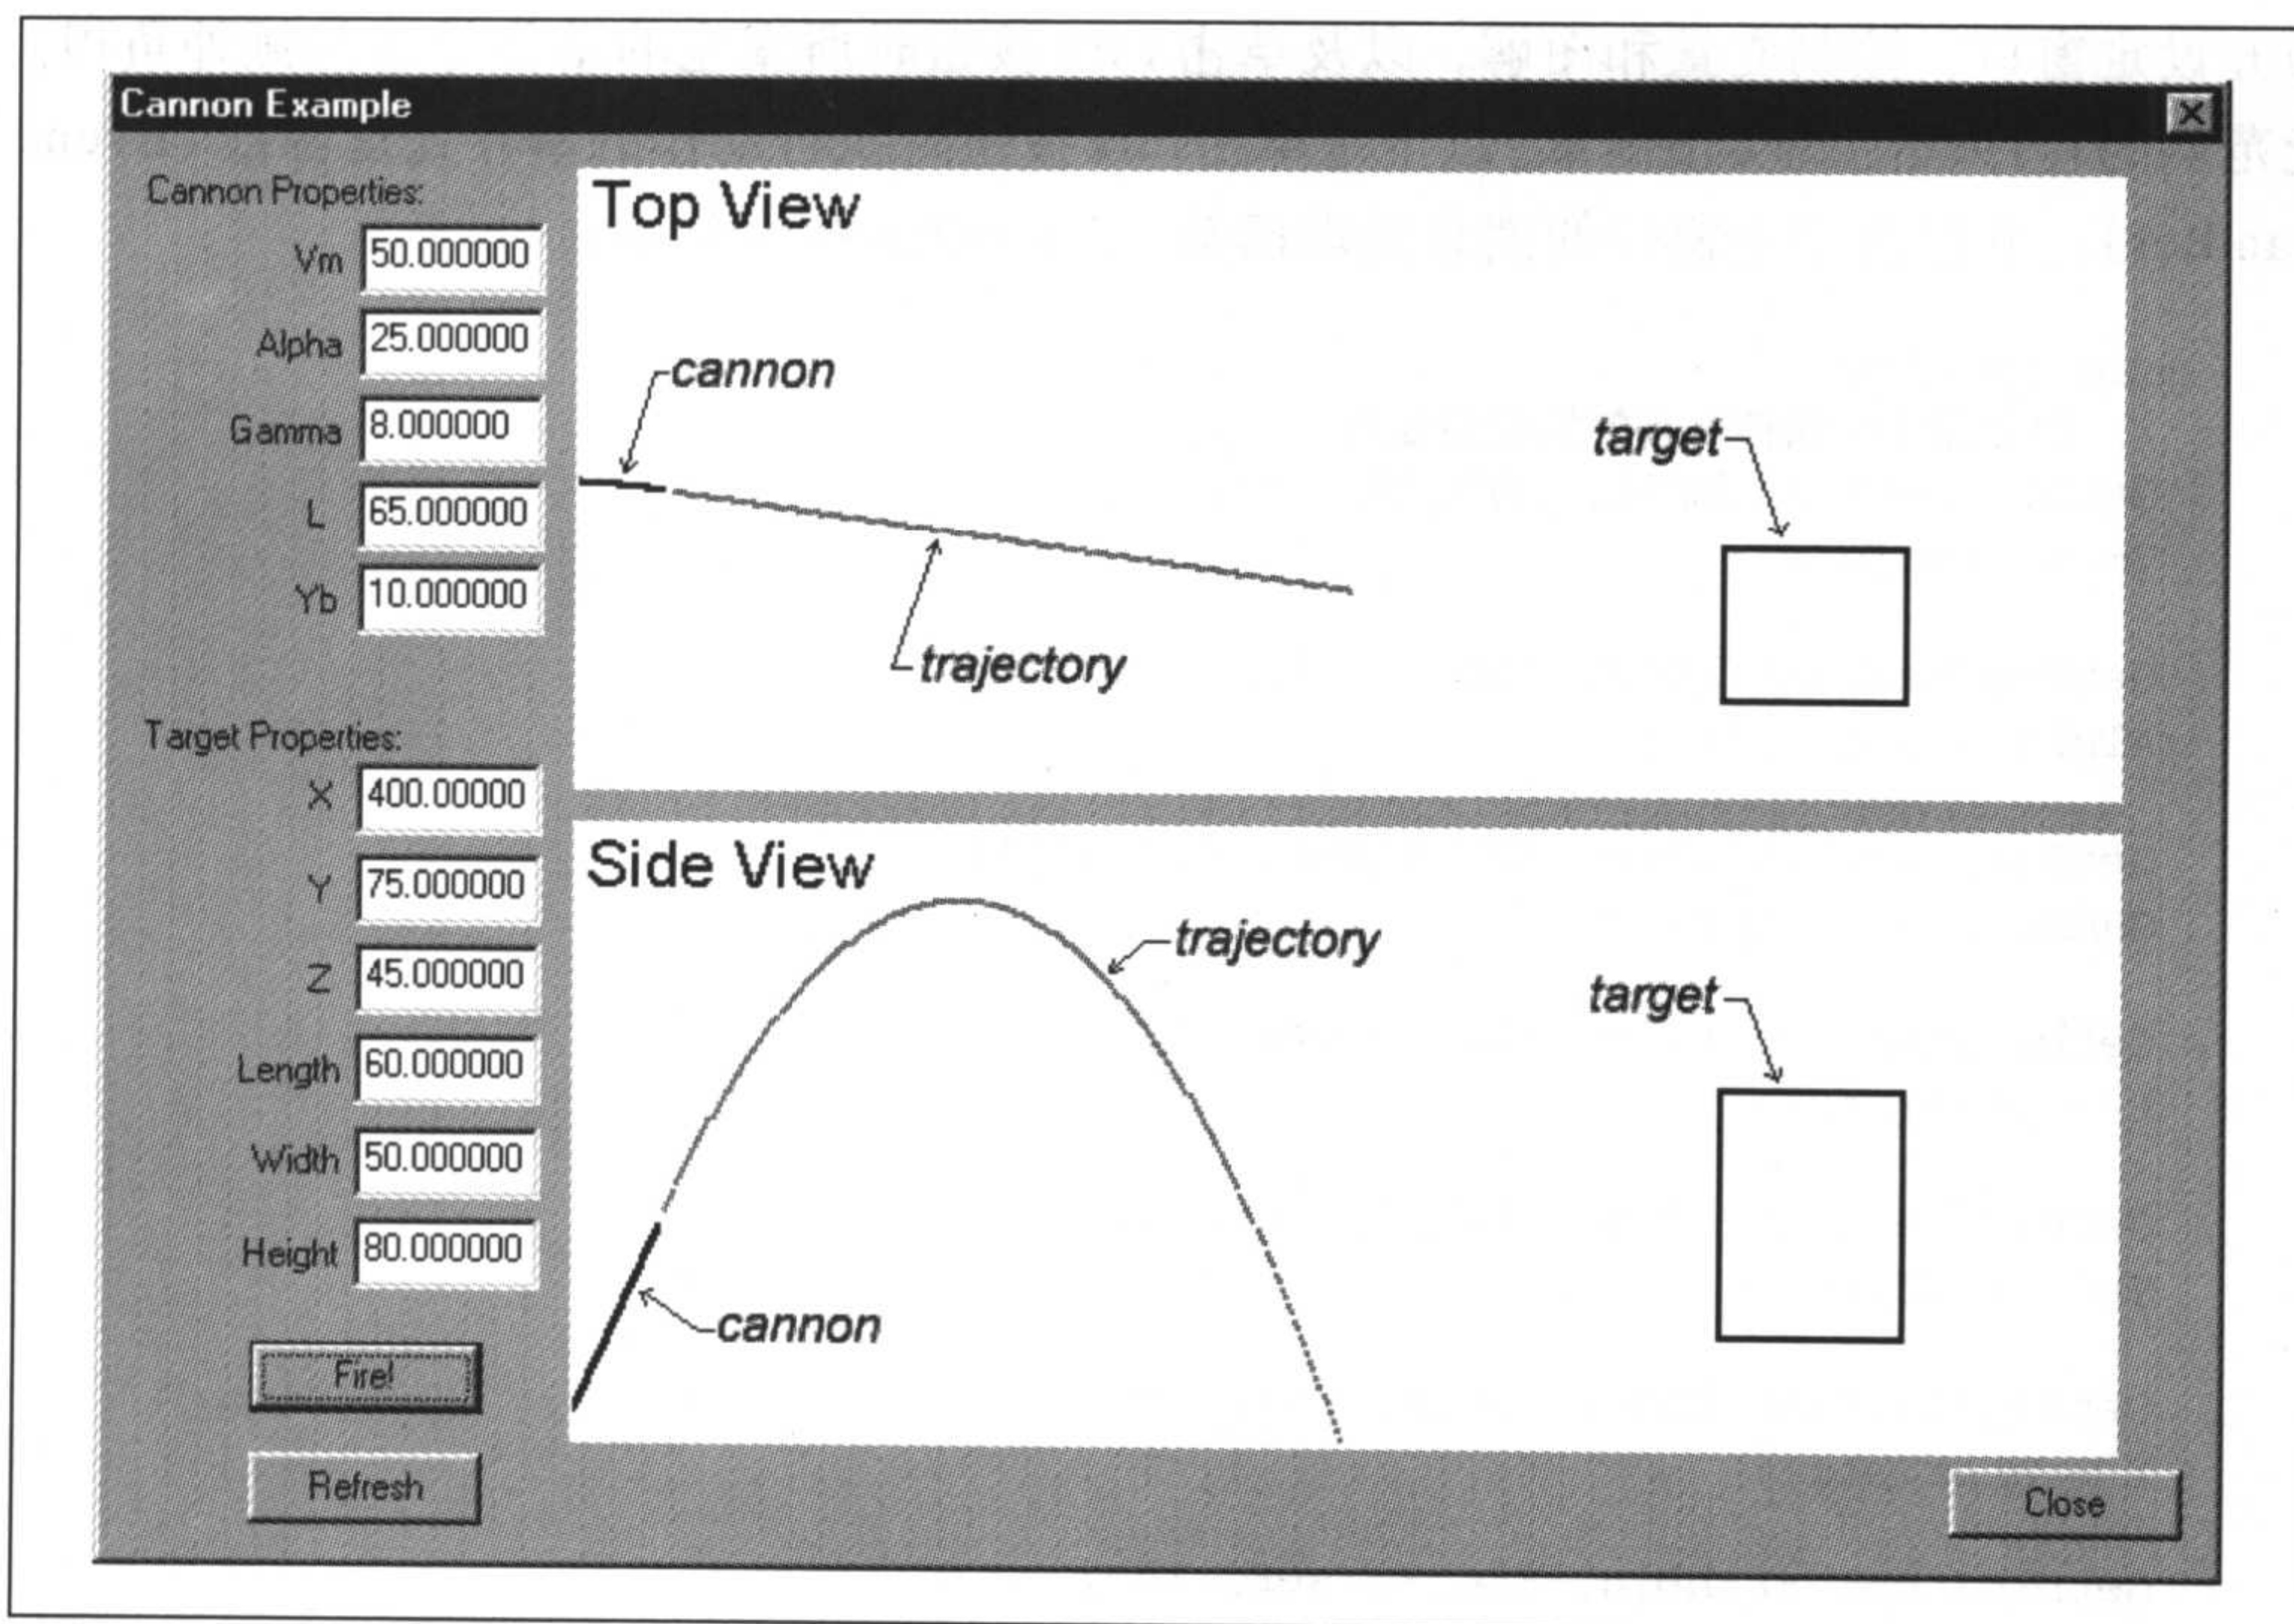 Cannon Example
Cannon Properties:
Vm 50.000000
Alpha 25.000000
Gamma 8.000000
L 65.000000
Yb 10.000000
Target Properties:
X 400.00000
Y 75.000000
Z 45.000000
Length 60.000000
Width 50.000000
Height 80.000000
Fire!
Refresh
Top View
cannon
target
trajectory
Side View
trajectory
target
cannon
Close